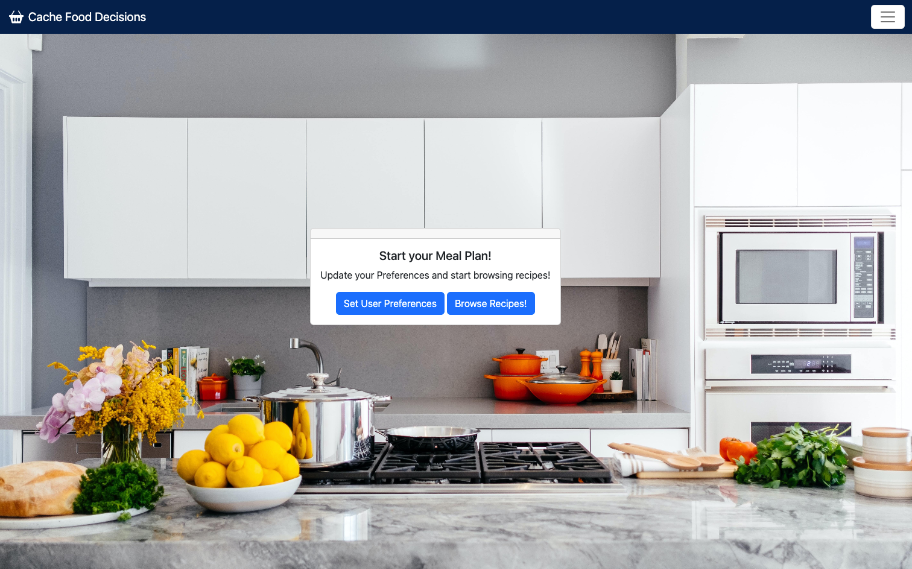 Cache Food Decisions
Start your Meal Plan!
Update your Preferences and start browsing recipes!
Set User Preferences
Browse Recipes!